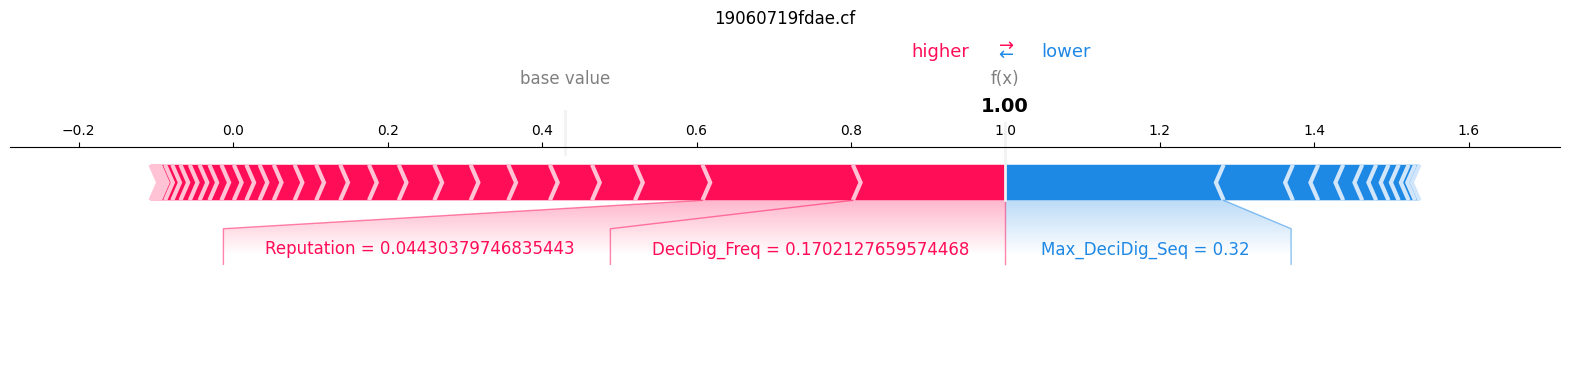 19060719fdae.cf
higher ⇄ lower
base value f(x)
1.00
−0.2 0.0 0.2 0.4 0.6 0.8 1.0 1.2 1.4 1.6
Reputation = 0.04430379746835443 DeciDig_Freq = 0.1702127659574468 Max_DeciDig_Seq = 0.32